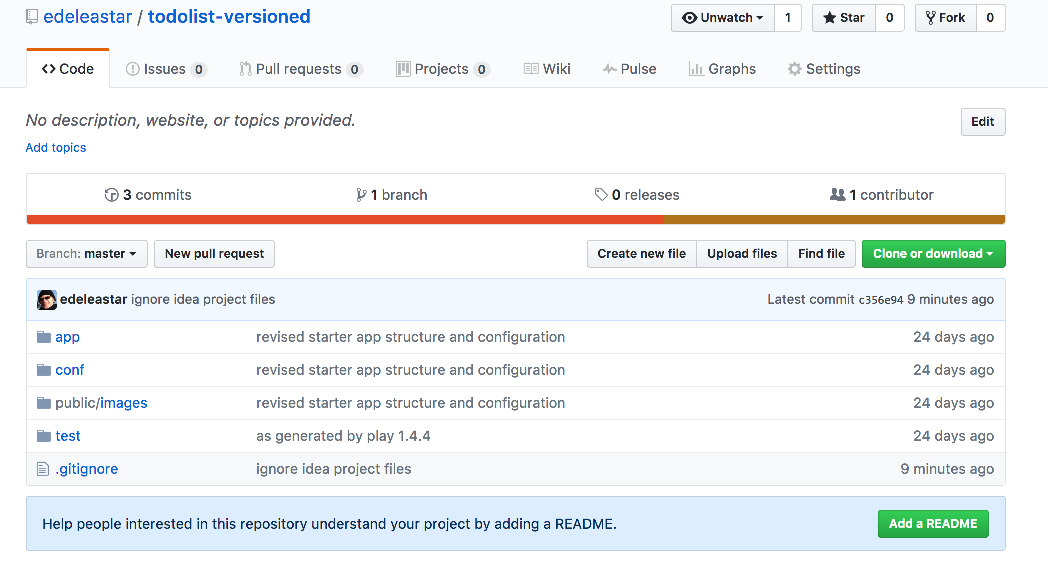 edeleastar / todolist-versioned Unwatch 1 Star 0 Fork 0
Code Issues 0 Pull requests 0 Projects 0 Wiki Pulse Graphs Settings
No description, website, or topics provided. Edit
Add topics
3 commits 1 branch 0 releases 1 contributor
Branch: master New pull request Create new file Upload files Find file Clone or download
edeleastar ignore idea project files Latest commit c356e94 9 minutes ago
app revised starter app structure and configuration 24 days ago
conf revised starter app structure and configuration 24 days ago
public/images revised starter app structure and configuration 24 days ago
test as generated by play 1.4.4 24 days ago
.gitignore ignore idea project files 9 minutes ago
Help people interested in this repository understand your project by adding a README. Add a README